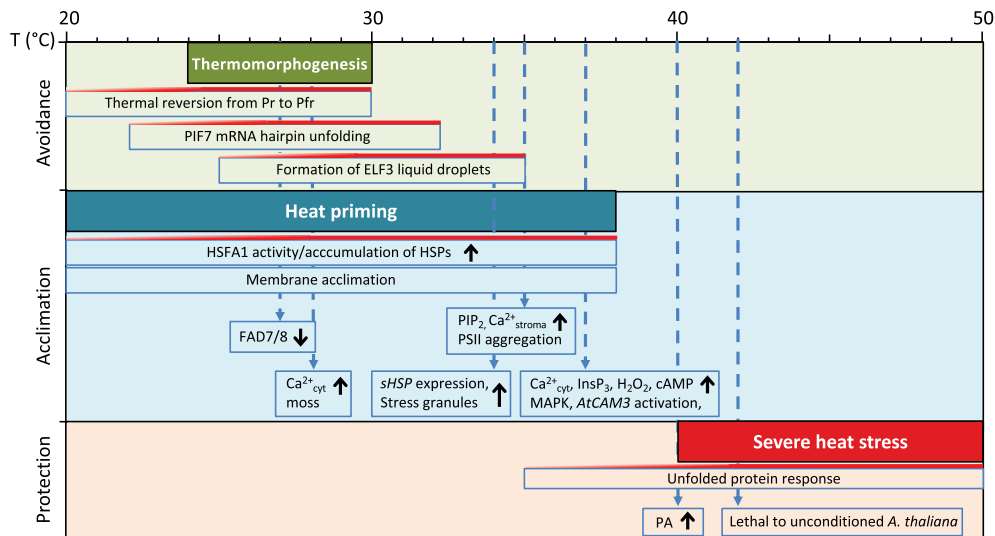 20 30 40 50
T (°C)
Avoidance
Thermomorphogenesis
Thermal reversion from Pr to Pfr
PIF7 mRNA hairpin unfolding
Formation of ELF3 liquid droplets
Acclimation
Heat priming
HSFA1 activity/acccumulation of HSPs
Membrane acclimation
FAD7/8
PIP2, Ca2+stroma
PSII aggregation
Ca2+cyt
moss
sHSP expression,
Stress granules
Ca2+cyt, InsP3, H2O2, cAMP
MAPK, AtCAM3 activation,
Protection
Severe heat stress
Unfolded protein response
PA
Lethal to unconditioned A. thaliana